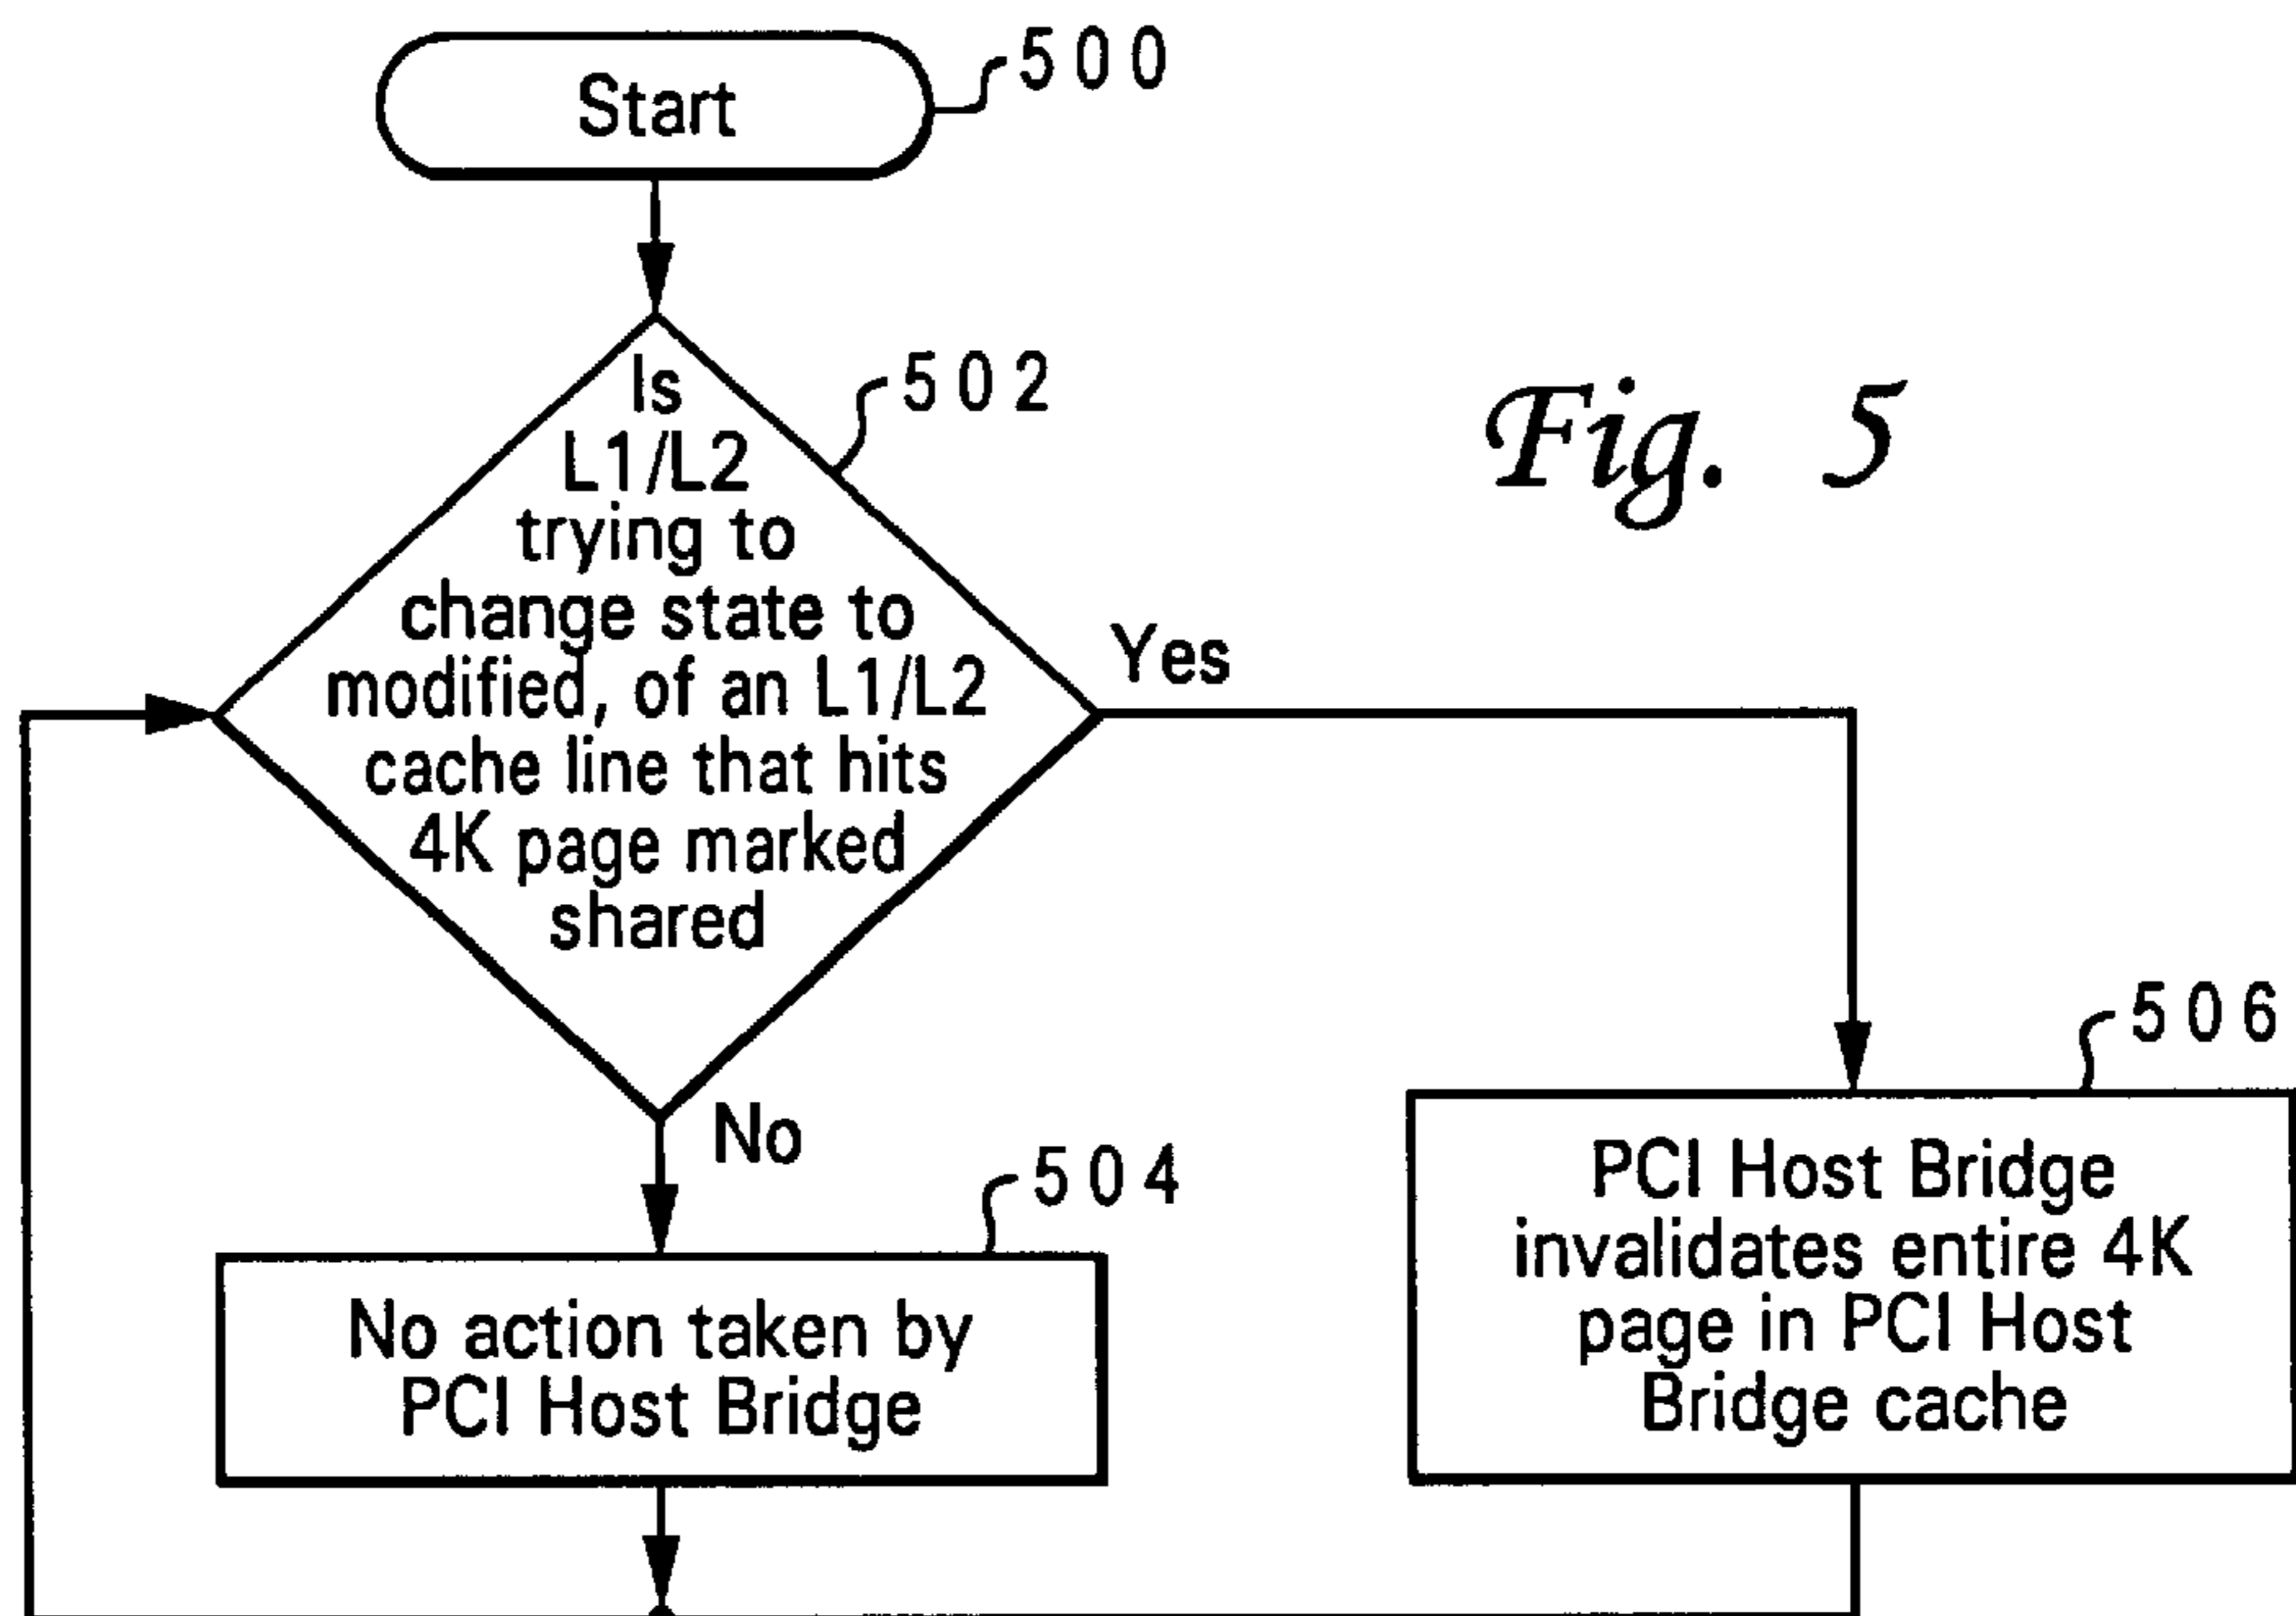 Start
500
Is
L1/L2
trying to
change state to
modified, of an L1/L2
cache line that hits
4K page marked
shared
502
Fig. 5
Yes
No
504
No action taken by
PCI Host Bridge
506
PCI Host Bridge
invalidates entire 4K
page in PCI Host
Bridge cache